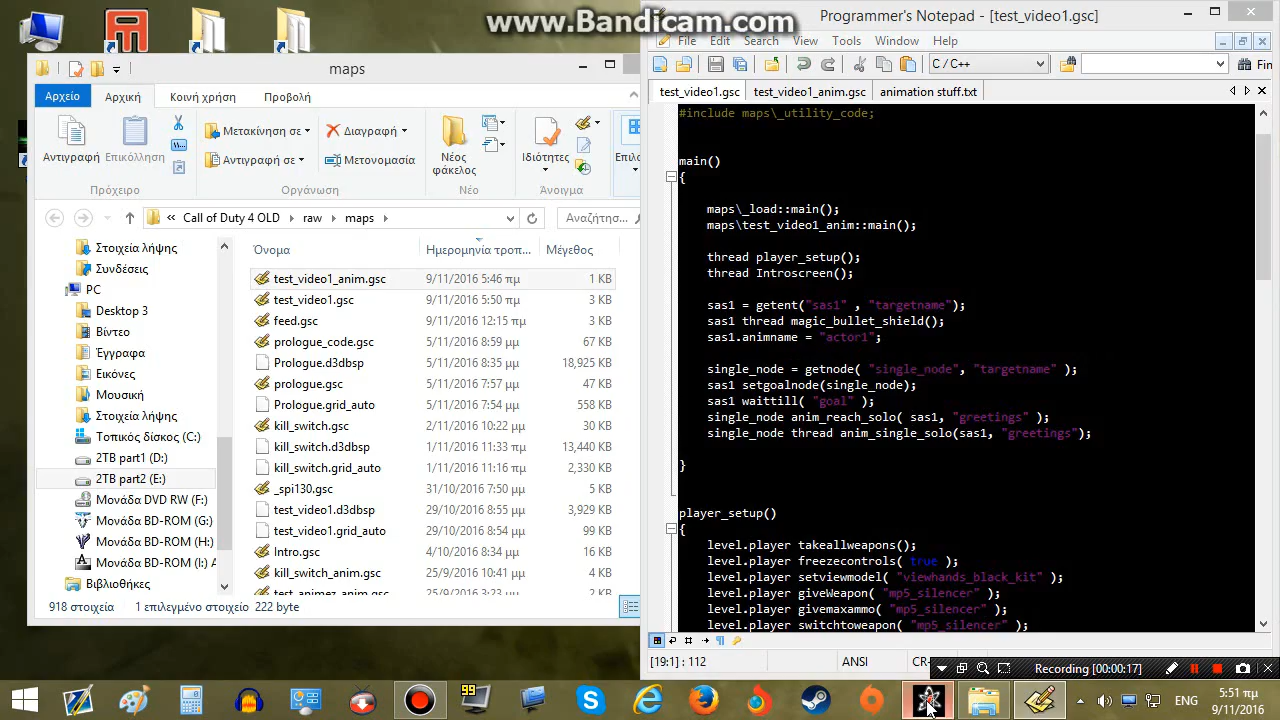 www.Bandicam.com
maps
Αρχείο
Αρχική
Κοινή χρήση
Προβολή
Αντιγραφή
Επικόλληση
Μετακίνηση σε
Αντιγραφή σε
Διαγραφή
Μετονομασία
Νέος
φάκελος
Ιδιότητες
Επιλο
Πρόχειρο
Οργάνωση
Νέο
Άνοιγμα
« Call of Duty 4 OLD
raw
maps
Αναζήτηση...
Όνομα
Ημερομηνία τροπ...
Μέγεθος
Στοιχεία λήψης
Συνδέσεις
PC
Desktop 3
Βίντεο
Έγγραφα
Εικόνες
Μουσική
Στοιχεία λήψης
Τοπικός δίσκος (C:)
2TB part1 (D:)
2TB part2 (E:)
Μονάδα DVD RW (F:)
Μονάδα BD-ROM (G:)
Μονάδα BD-ROM (H:)
Μονάδα BD-ROM (I:) A
Βιβλιοθήκες
test_video1_anim.gsc 9/11/2016 5:46 πμ 1 KB
test_video1.gsc 9/11/2016 5:50 πμ 3 KB
feed.gsc 9/11/2016 12:15 πμ 3 KB
prologue_code.gsc 5/11/2016 8:59 μμ 67 KB
Prologue.d3dbsp 5/11/2016 8:35 μμ 18,925 KB
prologue.gsc 5/11/2016 7:57 μμ 47 KB
Prologue.grid_auto 5/11/2016 7:54 μμ 558 KB
kill_switch.gsc 2/11/2016 10:22 μμ 30 KB
kill_switch.d3dbsp 1/11/2016 11:33 πμ 13,440 KB
kill_switch.grid_auto 1/11/2016 11:16 πμ 2,330 KB
_spi130.gsc 31/10/2016 7:50 μμ 5 KB
test_video1.d3dbsp 29/10/2016 8:55 μμ 3,929 KB
test_video1.grid_auto 29/10/2016 8:54 μμ 99 KB
Intro.gsc 4/10/2016 8:34 μμ 16 KB
kill_switch_anim.gsc 25/9/2016 10:41 μμ 4 KB
918 στοιχεία
1 επιλεγμένο στοιχείο 222 byte
Programmer's Notepad - [test_video1.gsc]
File Edit Search View Tools Window Help
C / C++
Fin
test_video1.gsc
test_video1_anim.gsc
animation stuff.txt
#include maps\_utility_code;
main()
{
maps\_load::main();
maps\test_video1_anim::main();
thread player_setup();
thread Introscreen();
sas1 = getent("sas1" , "targetname");
sas1 thread magic_bullet_shield();
sas1.animname = "actor1";
single_node = getnode( "single_node", "targetname" );
sas1 setgoalnode(single_node);
sas1 waittill( "goal" );
single_node anim_reach_solo( sas1, "greetings" );
single_node thread anim_single_solo(sas1, "greetings");
}
player_setup()
{
level.player takeallweapons();
level.player freezecontrols( true );
level.player setviewmodel( "viewhands_black_kit" );
level.player giveWeapon( "mp5_silencer" );
level.player givemaxammo( "mp5_silencer" );
level.player switchtoweapon( "mp5_silencer" );
[19:1] : 112
ANSI
CR-
Recording [00:00:17]
99
ENG
5:51 πμ
9/11/2016